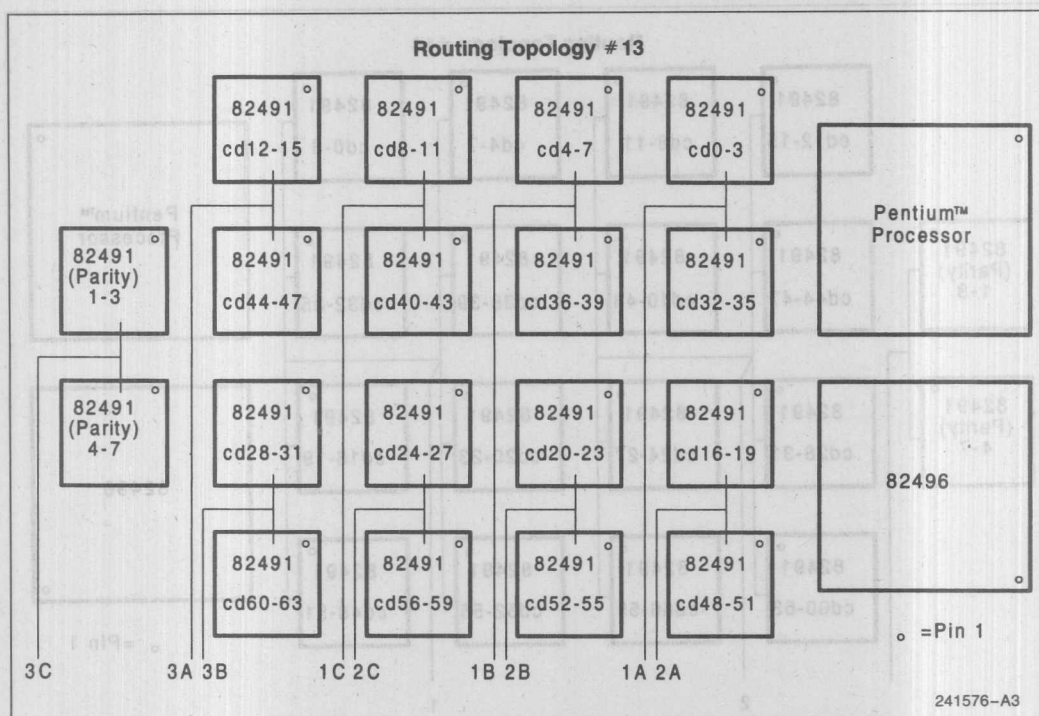 Routing Topology #13
82491
cd12-15
82491
cd8-11
82491
cd4-7
82491
cd0-3
Pentium™
Processor
82491
(Parity)
1-3
82491
cd44-47
82491
cd40-43
82491
cd36-39
82491
cd32-35
82491
(Parity)
4-7
82491
cd28-31
82491
cd24-27
82491
cd20-23
82491
cd16-19
82496
82491
cd60-63
82491
cd56-59
82491
cd52-55
82491
cd48-51
=Pin 1
3C 3A 3B 1C 2C 1B 2B 1A 2A
241576-A3